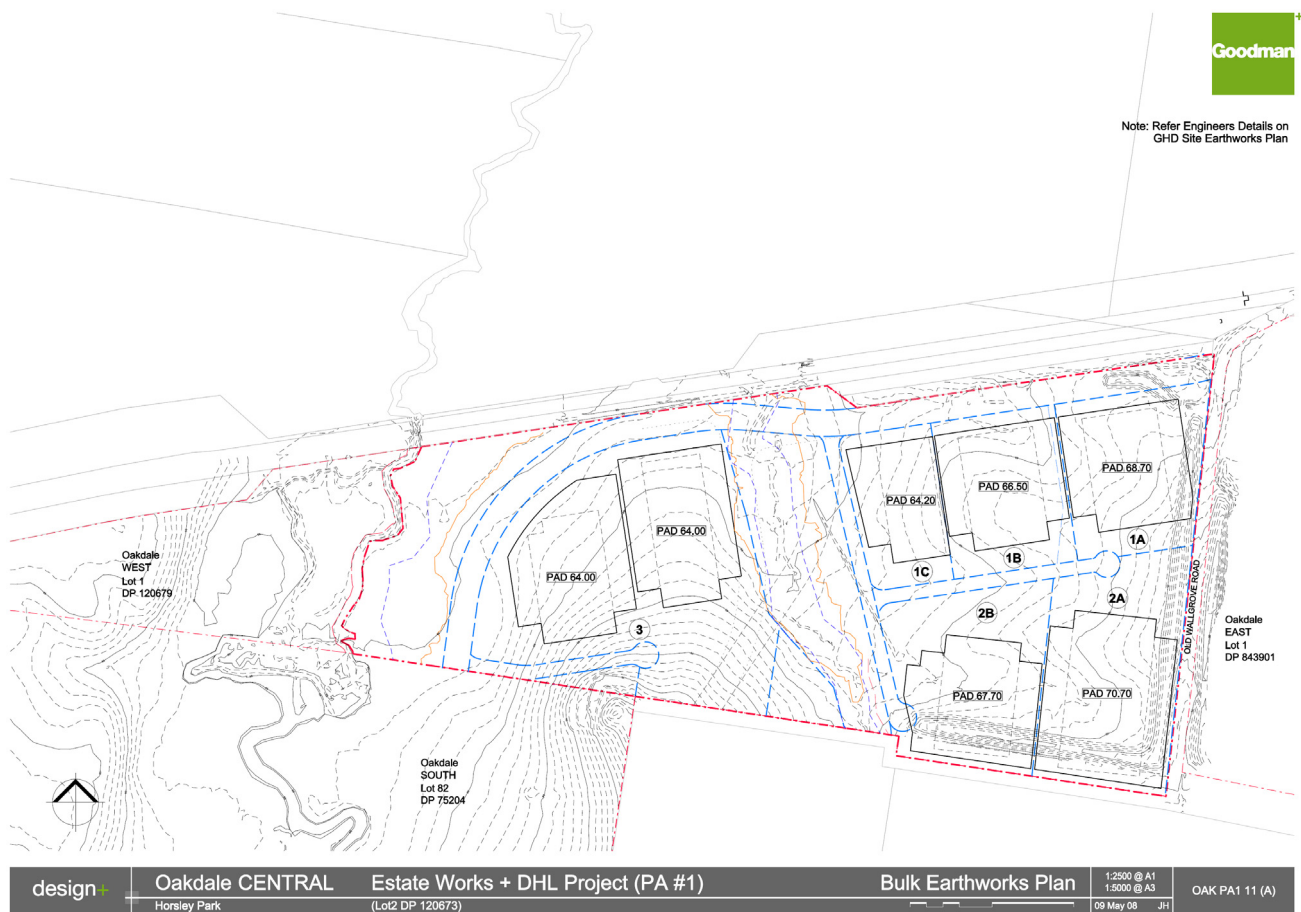 Goodman+
Note: Refer Engineers Details on
GHD Site Earthworks Plan
PAD 68.70
PAD 66.50
PAD 64.20
PAD 64.00
PAD 64.00
1A
1B
1C
2A
2B
3
PAD 67.70
PAD 70.70
OLD WALLGROVE ROAD
Oakdale
WEST
Lot 1
DP 120679
Oakdale
EAST
Lot 1
DP 843901
Oakdale
SOUTH
Lot 82
DP 75204
design+
Oakdale CENTRAL
Horsley Park
Estate Works + DHL Project (PA #1)
(Lot2 DP 120673)
Bulk Earthworks Plan
1:2500 @ A1
1:5000 @ A3
09 May 08 JH
OAK PA1 11 (A)